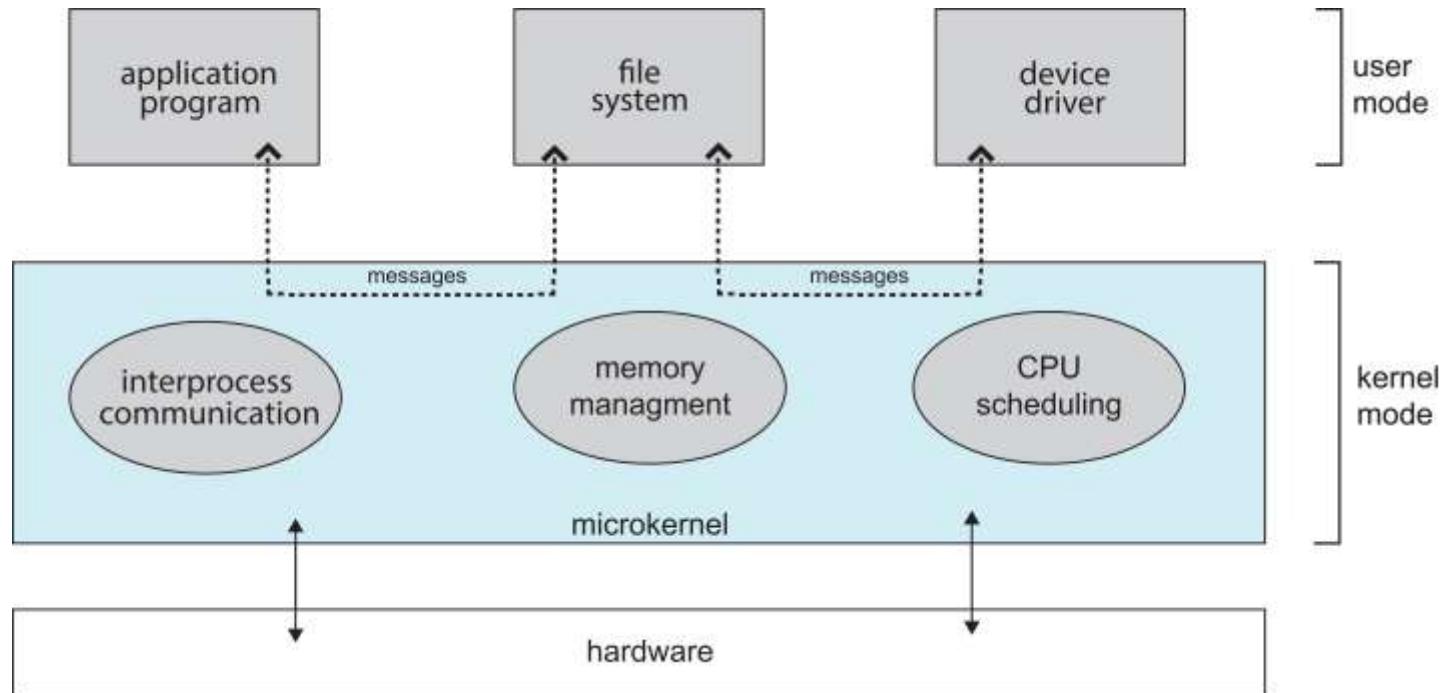 application
program
file
system
device
driver
user
mode
messages
messages
interprocess
communication
memory
managment
CPU
scheduling
kernel
mode
microkernel
hardware